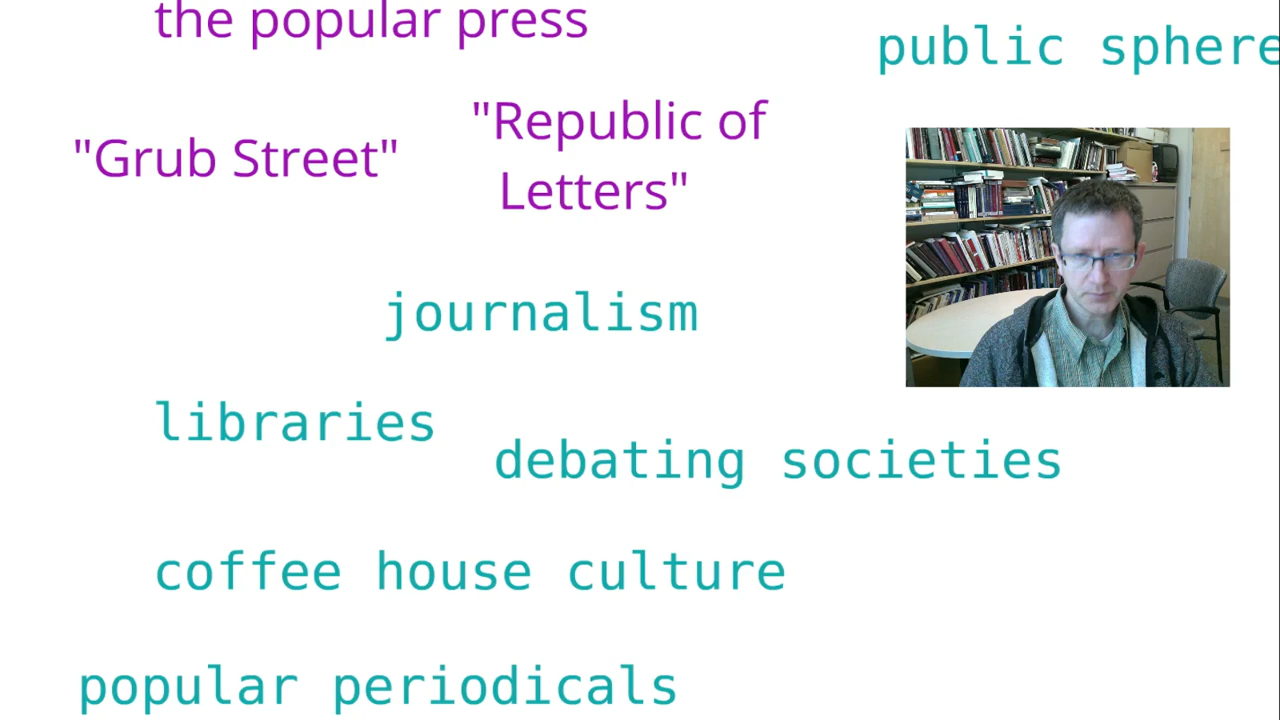 the popular press
public sphere
"Grub Street"
"Republic of
Letters"
journalism
libraries
debating societies
coffee house culture
popular periodicals